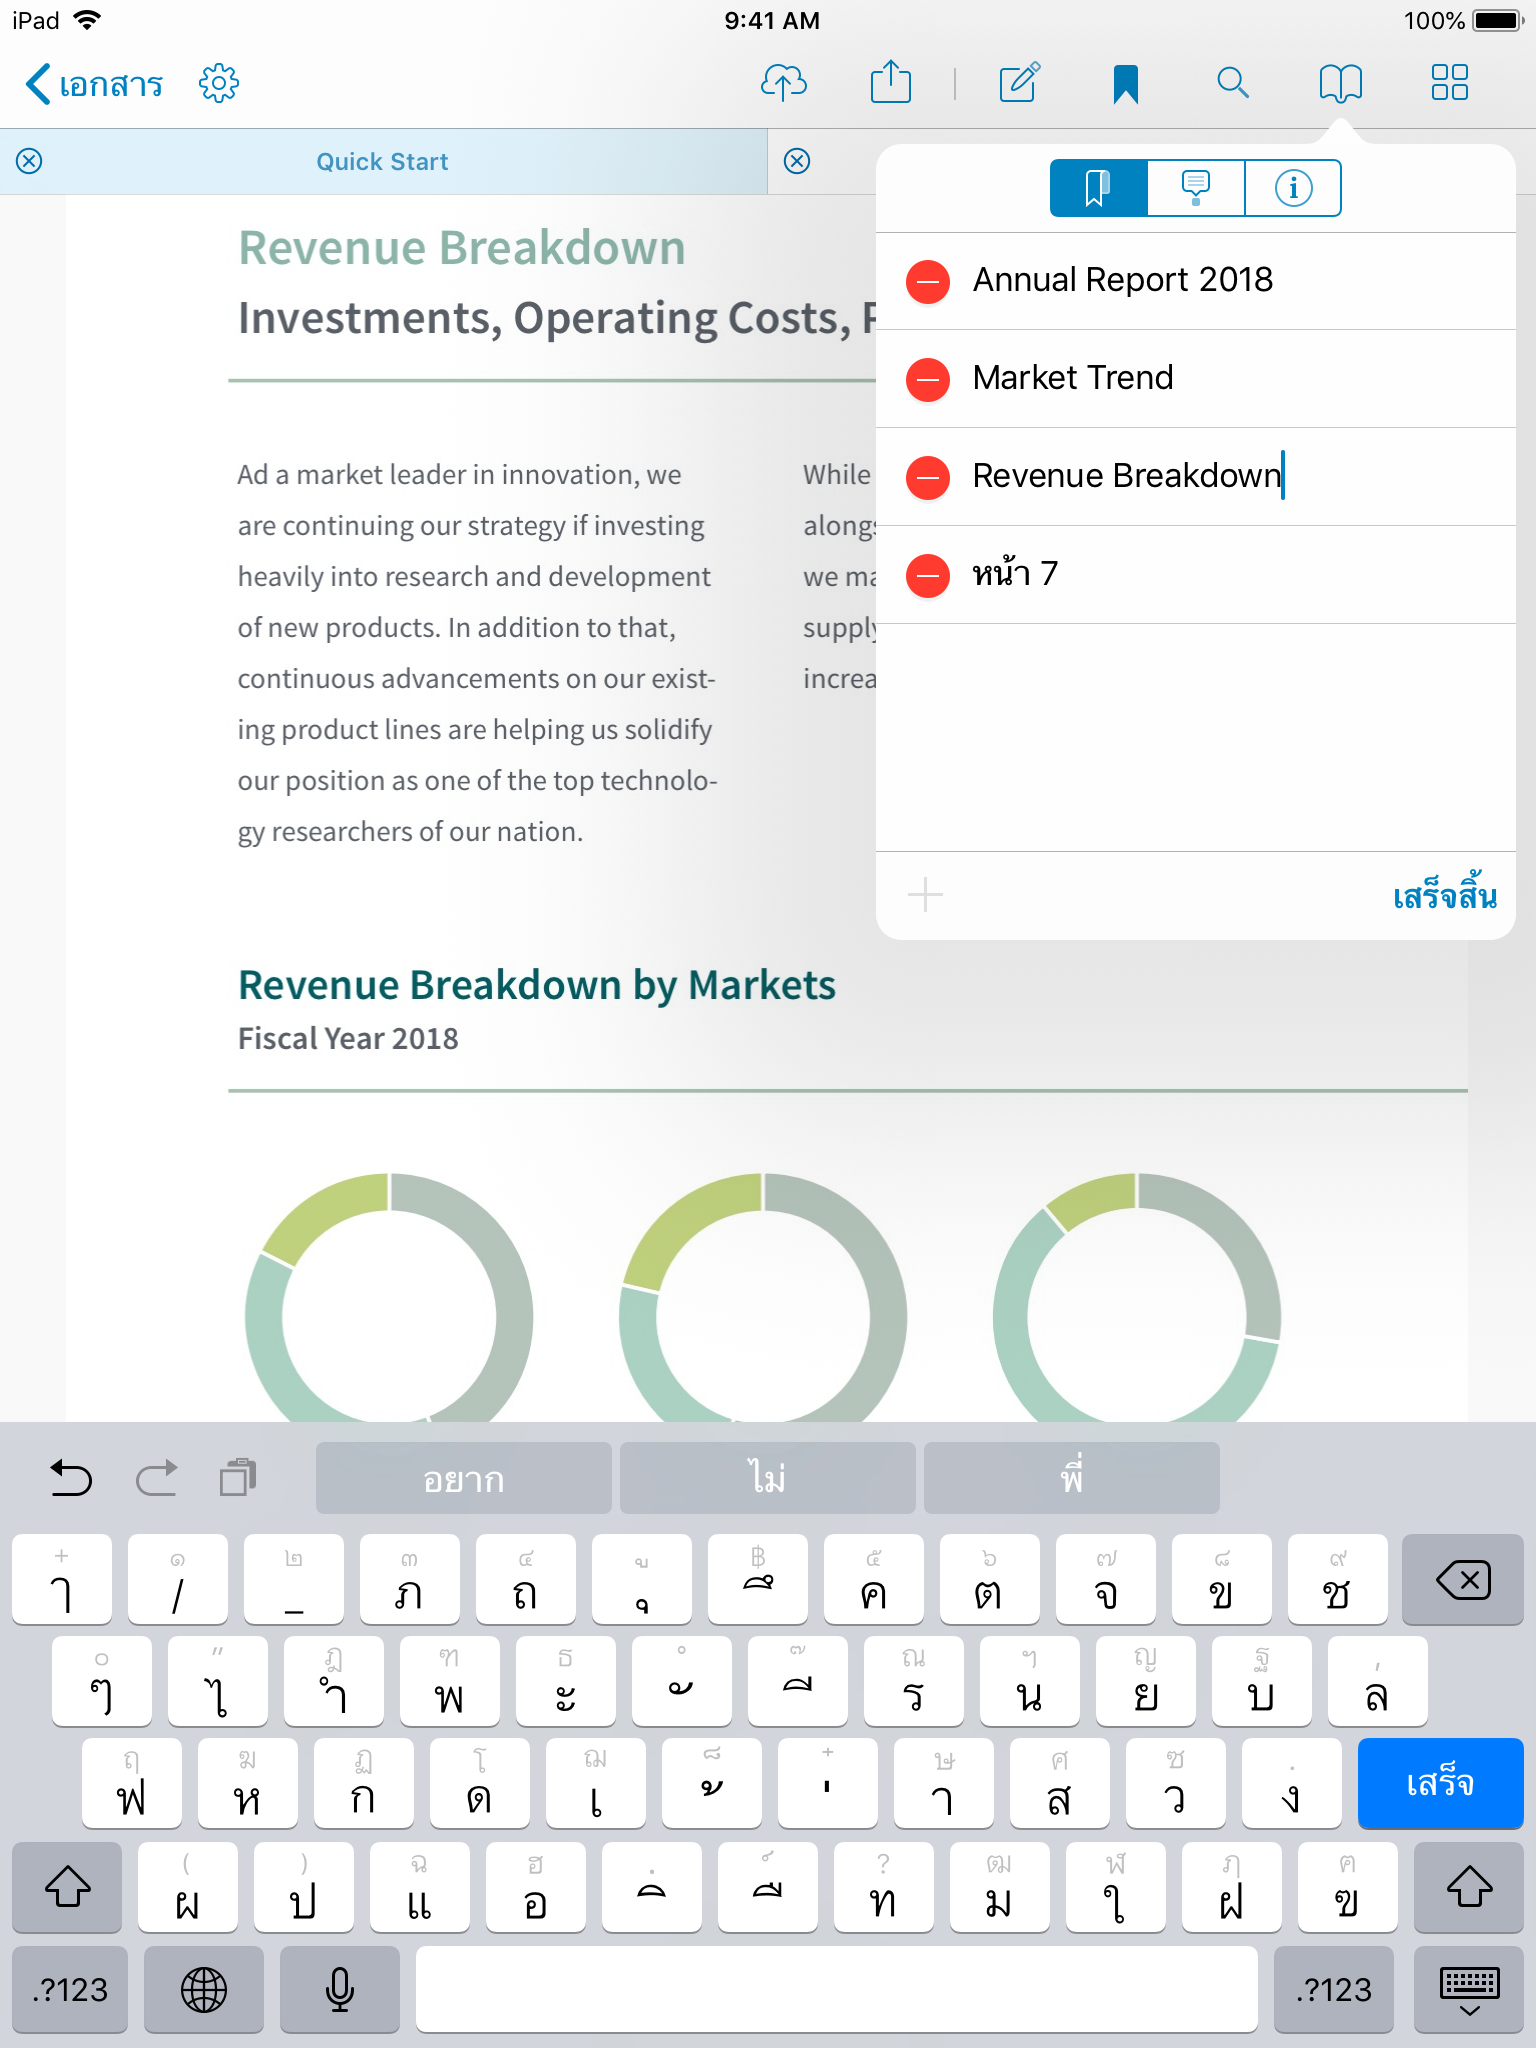 iPad 9:41 AM 100%
เอกสาร
Quick Start
Revenue Breakdown
Investments, Operating Costs,
Ad a market leader in innovation, we
are continuing our strategy if investing
heavily into research and development
of new products. In addition to that,
continuous advancements on our exist-
ing product lines are helping us solidify
our position as one of the top technolo-
gy researchers of our nation.
While
alongs
we ma
supply
increa
Annual Report 2018
Market Trend
Revenue Breakdown
หน้า 7
เสร็จสิ้น
Revenue Breakdown by Markets
Fiscal Year 2018
อยาก ไม่ พี่
+ ๑ ๒ ๓ ๔ ู ฿ ๕ ๖ ๗ ๘ ๙
ๅ / _ ภ ถ ุ ึ ค ต จ ข ช
๐ " ฎ ฑ ธ ํ ๊ ณ ฯ ญ ฐ ,
ๆ ไ ำ พ ะ ั ี ร น ย บ ล
ฤ ฆ ฏ โ ฌ ็ ๋ ษ ศ ซ .
ฟ ห ก ด เ ้ ่ า ส ว ง เสร็จ
( ) ฉ ฮ ฺ ์ ? ฒ ฬ ฦ ฅ
ผ ป แ อ ิ ื ท ม ใ ฝ ฃ
.?123 .?123